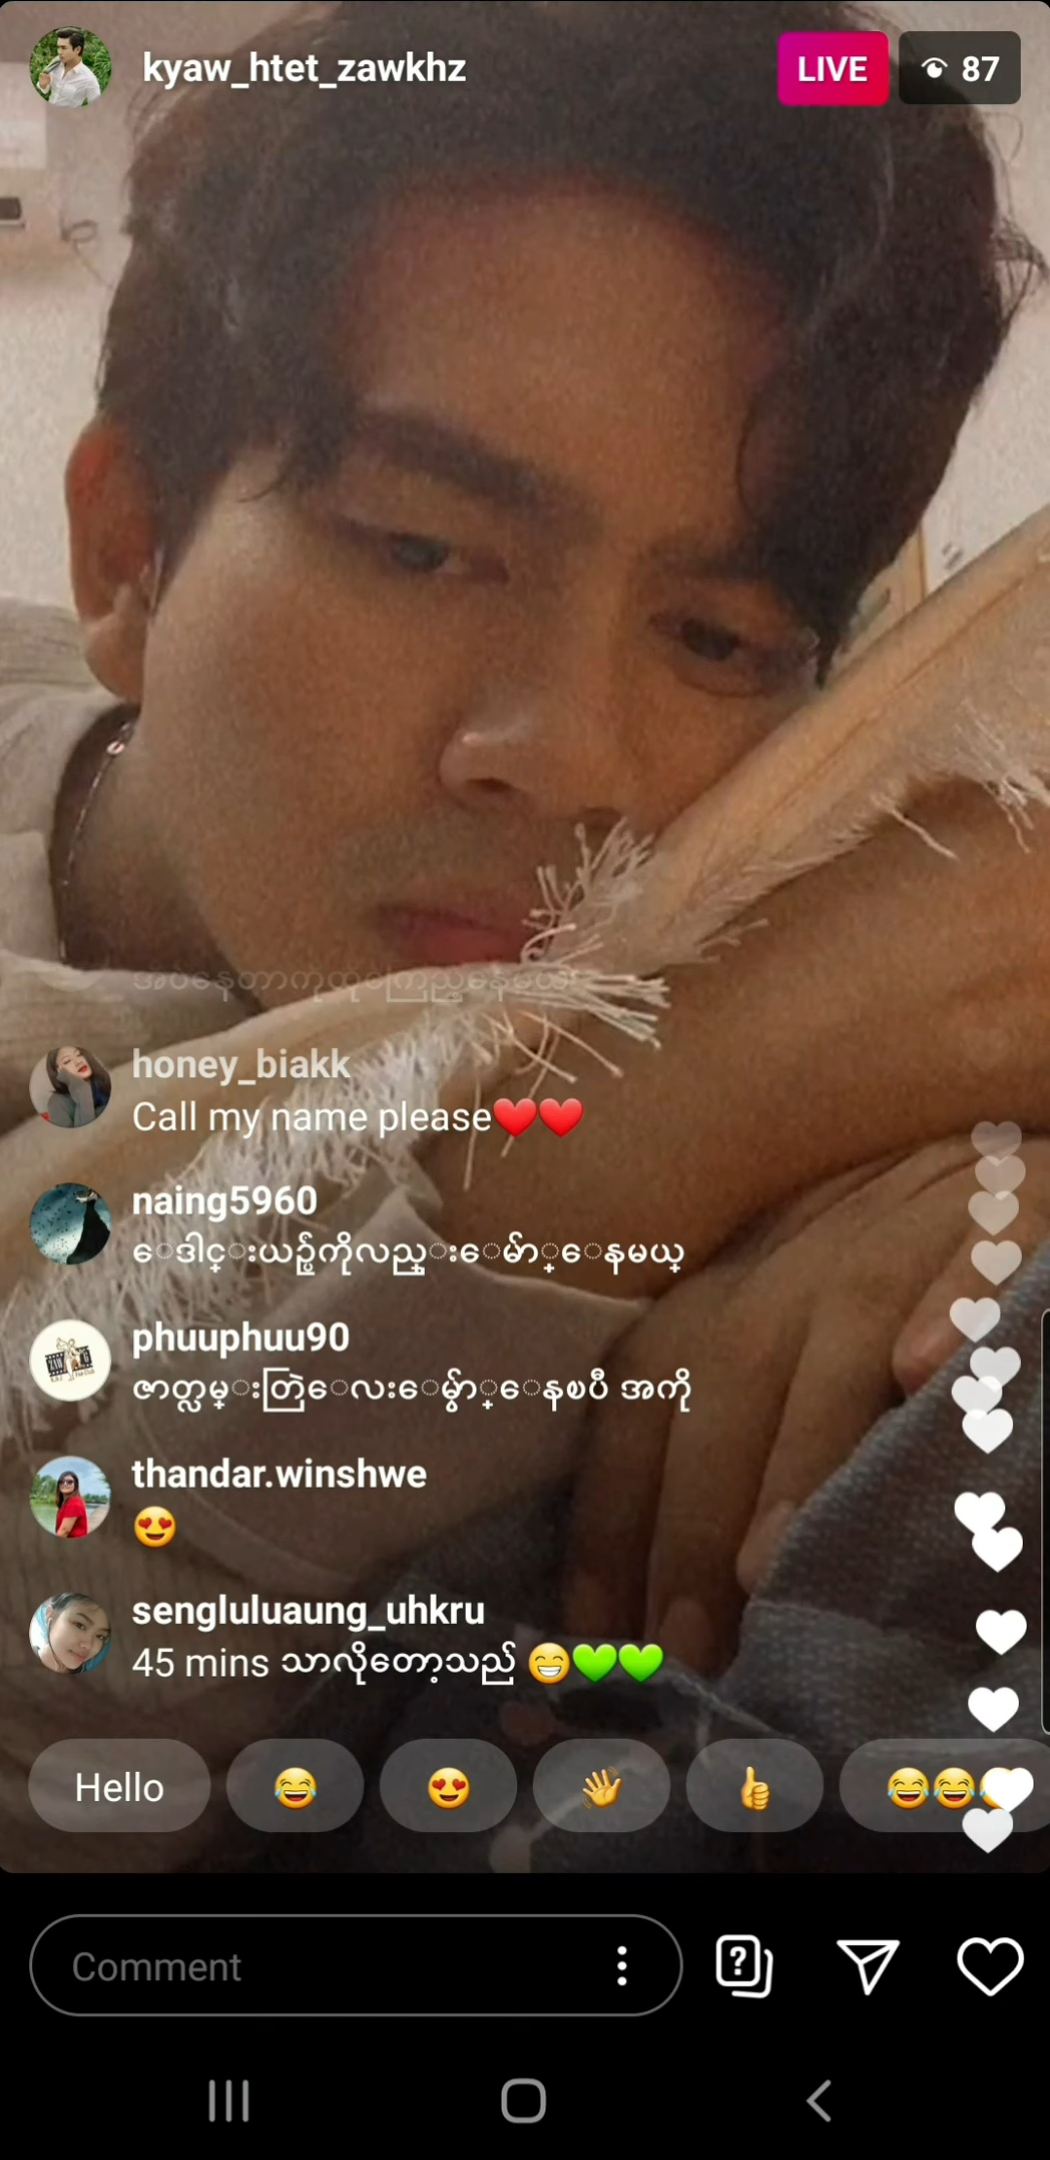 kyaw_htet_zawkhz
LIVE
87
honey_biakk
Call my name please❤️❤️
naing5960
ေဒါင္းယဥ္ကိုလည္းေမ်ာ္ေနမယ္
phuuphuu90
ဇာတ္လမ္းတြဲေလးေမွ်ာ္ေနၿပီ အကို
thandar.winshwe
😍
sengluluaung_uhkru
45 mins သာလိုတော့သည် 😁💚💚
Hello 😂 😍 👋 👍 😂😂
Comment